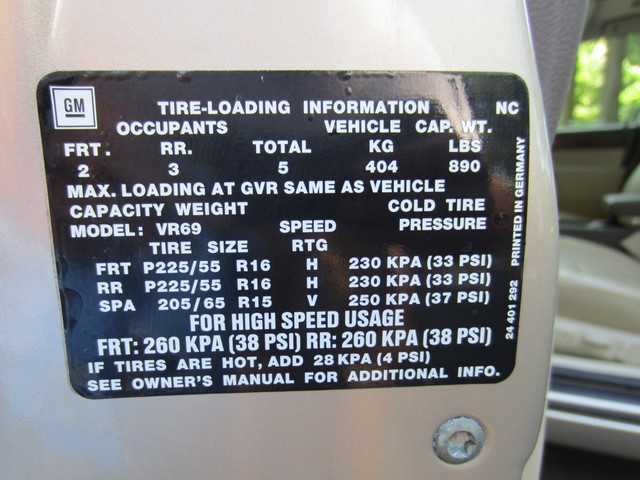 GM
TIRE-LOADING INFORMATION NC
OCCUPANTS VEHICLE CAP. WT.
FRT. RR. TOTAL KG LBS
2 3 5 404 890
MAX. LOADING AT GVR SAME AS VEHICLE
CAPACITY WEIGHT COLD TIRE
MODEL: VR69 SPEED PRESSURE
TIRE SIZE RTG
FRT P225/55 R16 H 230 KPA (33 PSI)
RR P225/55 R16 H 230 KPA (33 PSI)
SPA 205/65 R15 V 250 KPA (37 PSI)
FOR HIGH SPEED USAGE
FRT: 260 KPA (38 PSI) RR: 260 KPA (38 PSI)
IF TIRES ARE HOT, ADD 28 KPA (4 PSI)
SEE OWNER'S MANUAL FOR ADDITIONAL INFO.
24 401 292 PRINTED IN GERMANY